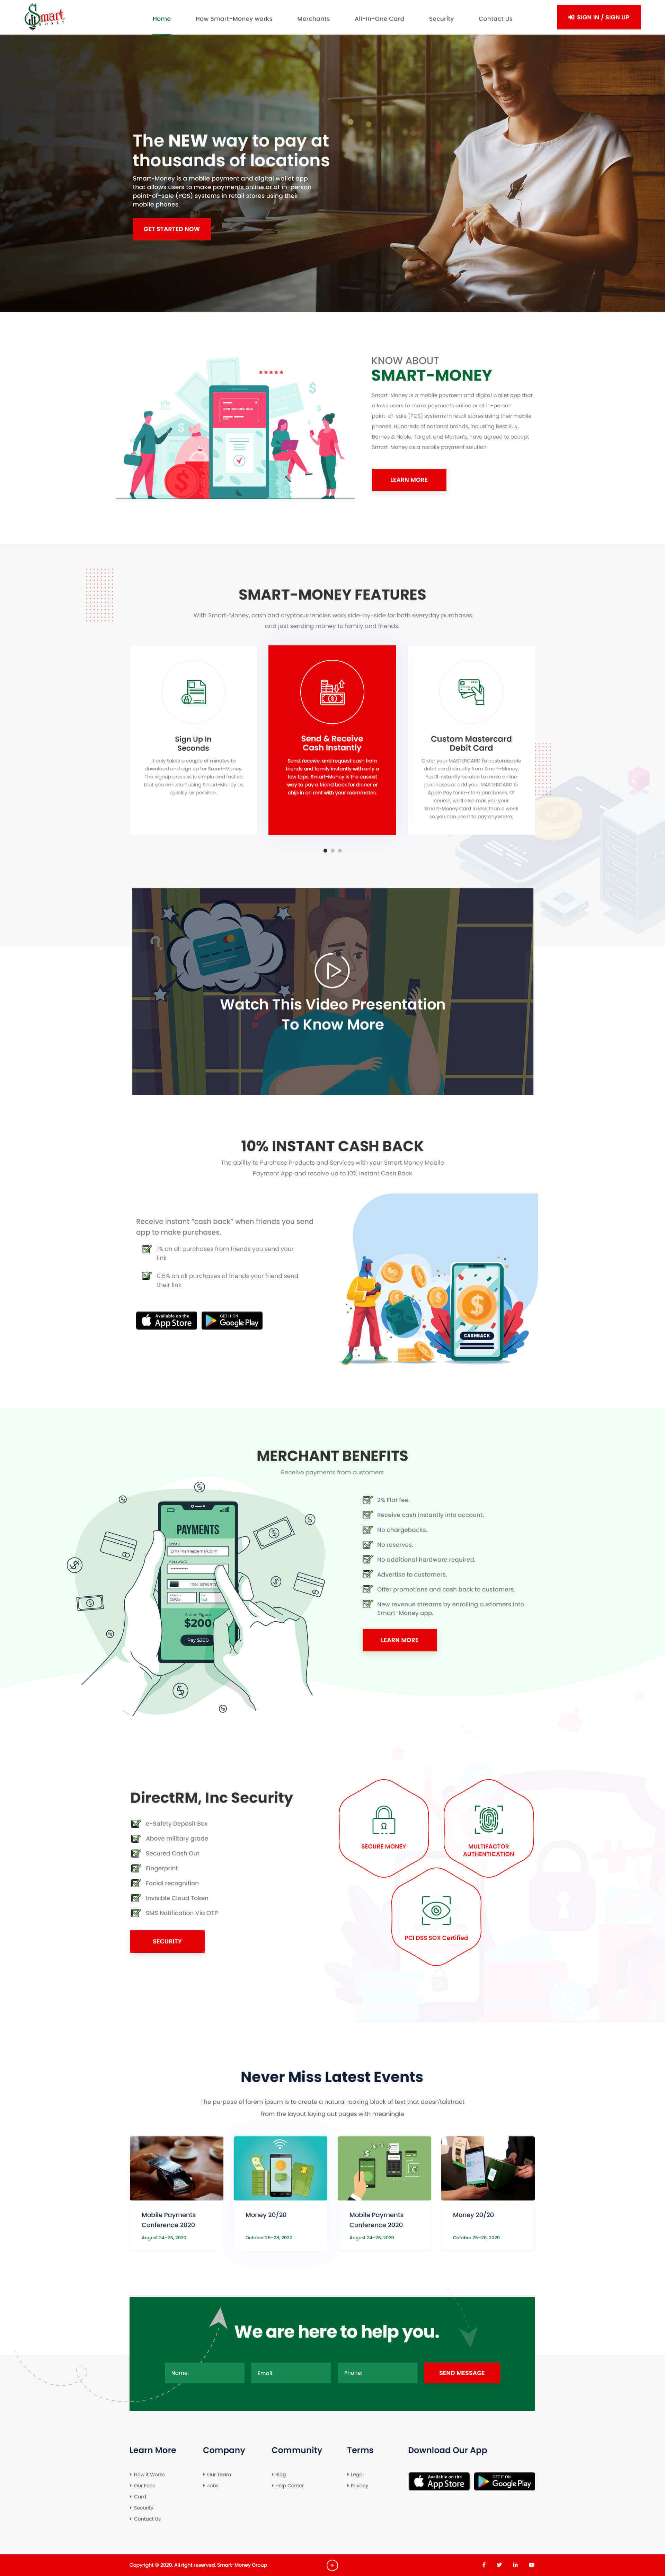 Smart
MONEY
Home
How Smart-Money works
Merchants
All-In-One Card
Security
Contact Us
SIGN IN / SIGN UP
The NEW way to pay at
thousands of locations
Smart-Money is a mobile payment and digital wallet app
that allows users to make payments online or at in-person
point-of-sale (POS) systems in retail stores using their
mobile phones.
GET STARTED NOW
KNOW ABOUT
SMART-MONEY
Smart-Money is a mobile payment and digital wallet app that
allows users to make payments online or at in-person
point-of-sale (POS) systems in retail stores using their mobile
phones. Hundreds of national brands, including Best Buy,
Barnes & Noble, Target, and Morton's, have agreed to accept
Smart-Money as a mobile payment solution.
LEARN MORE
SMART-MONEY FEATURES
With Smart-Money, cash and cryptocurrencies work side-by-side for both everyday purchases
and just sending money to family and friends.
Sign Up In
Seconds
It only takes a couple of minutes to
download and sign up for Smart-Money.
The signup process is simple and fast so
that you can start using Smart-Money as
quickly as possible.
Send & Receive
Cash Instantly
Send, receive, and request cash from
friends and family instantly with only a
few taps. Smart-Money is the easiest
way to pay a friend back for dinner or
chip in on rent with your roommates.
Custom Mastercard
Debit Card
Order your MASTERCARD (a customisable
debit card) directly from Smart-Money.
You'll instantly be able to make online
purchases or add your MASTERCARD to
Apple Pay for in-store purchases. Of
course, we'll also mail you your
Smart-Money Card in less than a week
so you can use it to pay anywhere.
Watch This Video Presentation
To Know More
10% INSTANT CASH BACK
The ability to Purchase Products and Services with your Smart Money Mobile
Payment App and receive up to 10% Instant Cash Back
Receive instant “cash back” when friends you send
app to make purchases.
1% on all purchases from friends you send your
link
0.5% on all purchases of friends your friend send
their link
Available on the
App Store
GET IT ON
Google Play
CASHBACK
MERCHANT BENEFITS
Receive payments from customers
PAYMENTS
Email
Emailname@email.com
Password
$200
Pay $200
2% Flat fee.
Receive cash instantly into account.
No chargebacks.
No reserves.
No additional hardware required.
Advertise to customers.
Offer promotions and cash back to customers.
New revenue streams by enrolling customers into
Smart-Money app.
LEARN MORE
DirectRM, Inc Security
e-Safety Deposit Box
Above military grade
Secured Cash Out
Fingerprint
Facial recognition
Invisible Cloud Token
SMS Notification Via OTP
SECURITY
SECURE MONEY
MULTIFACTOR
AUTHENTICATION
PCI DSS SOX Certified
Never Miss Latest Events
The purpose of lorem ipsum is to create a natural looking block of text that doesn'tdistract
from the layout laying out pages with meaningle
Mobile Payments
Conference 2020
August 24-26, 2020
Money 20/20
October 25-28, 2020
Mobile Payments
Conference 2020
August 24-26, 2020
Money 20/20
October 25-28, 2020
We are here to help you.
Name:
Email:
Phone:
SEND MESSAGE
Learn More
How It Works
Our Fees
Card
Security
Contact Us
Company
Our Team
Jobs
Community
Blog
Help Center
Terms
Legal
Privacy
Download Our App
Available on the
App Store
GET IT ON
Google Play
Copyright © 2020. All right reserved. Smart-Money Group